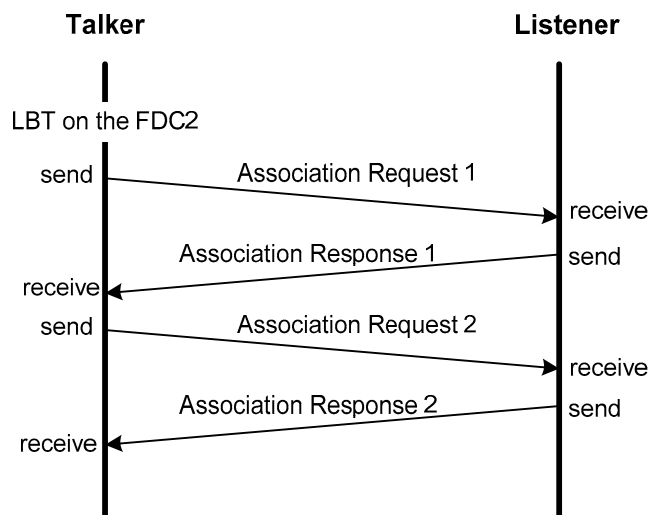 Talker
Listener
LBT on the FDC2
send
Association Request 1
receive
Association Response 1
send
receive
send
Association Request 2
receive
Association Response 2
send
receive